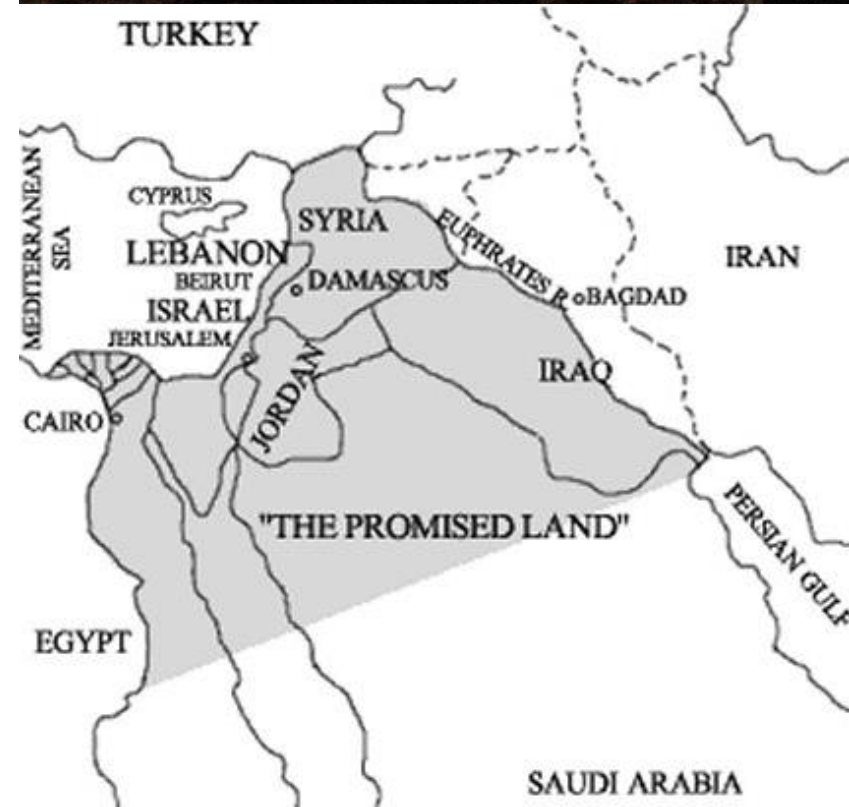 TURKEY
MEDITERRANEAN
SEA
CYPRUS
SYRIA
LEBANON
BEIRUT
DAMASCUS
ISRAEL
JERUSALEM
EUPHRATES R.
BAGDAD
IRAN
IRAQ
CAIRO
JORDAN
"THE PROMISED LAND"
PERSIAN GULF
EGYPT
SAUDI ARABIA